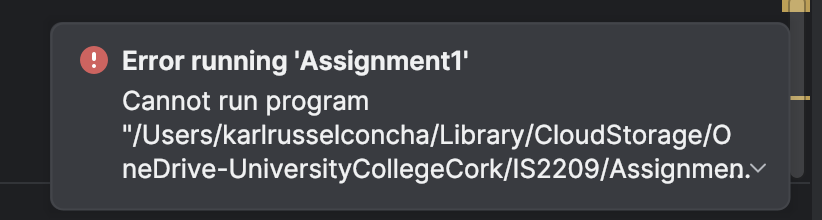 Error running 'Assignment1'
Cannot run program
"/Users/karlrusselconcha/Library/CloudStorage/O
neDrive-UniversityCollegeCork/IS2209/Assignmen...